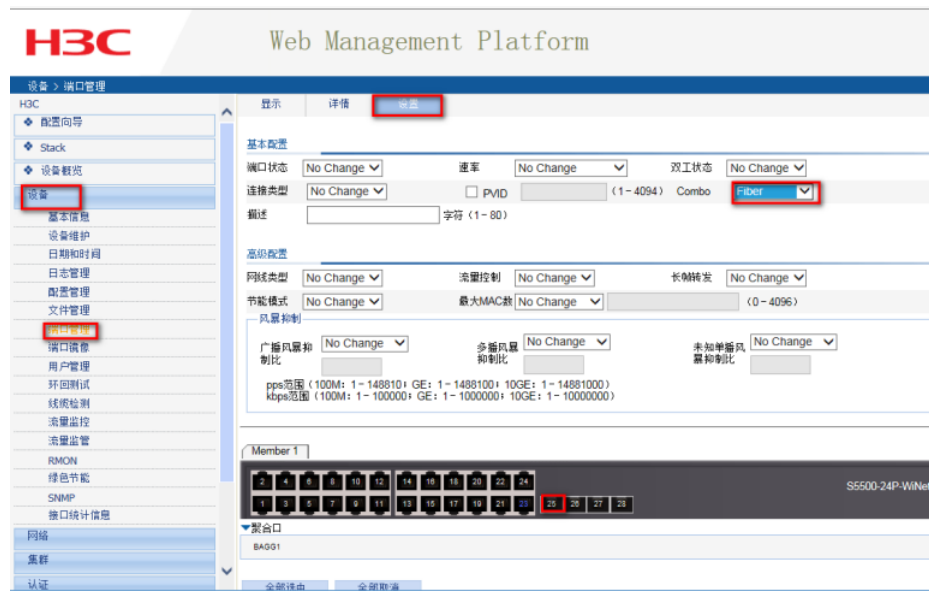 H3C
Web Management Platform
设备 > 端口管理
H3C
配置向导
Stack
设备概览
设备
基本信息
设备维护
日期和时间
日志管理
配置管理
文件管理
端口管理
端口镜像
用户管理
环回测试
线缆检测
流量监控
流量监管
RMON
绿色节能
SNMP
接口统计信息
网络
集群
认证
显示 详情 设置
基本配置
端口状态 No Change 速率 No Change 双工状态 No Change
连接类型 No Change PVID (1-4094) Combo Fiber
描述 字符 (1-80)
高级配置
网线类型 No Change 流量控制 No Change 长帧转发 No Change
节能模式 No Change 最大MAC数 No Change (0-4096)
风暴抑制
广播风暴抑制比 No Change 多播风暴抑制比 No Change 未知单播风暴抑制比 No Change
pps范围 (100M: 1-148810; GE: 1-1488100; 10GE: 1-14881000)
kbps范围 (100M: 1-100000; GE: 1-1000000; 10GE: 1-10000000)
Member 1
2 4 6 8 10 12 14 16 18 20 22 24
S5500-24P-WiNet
1 3 5 7 9 11 13 15 17 19 21 23 25 26 27 28
聚合口
BAGG1
全部选中 全部取消